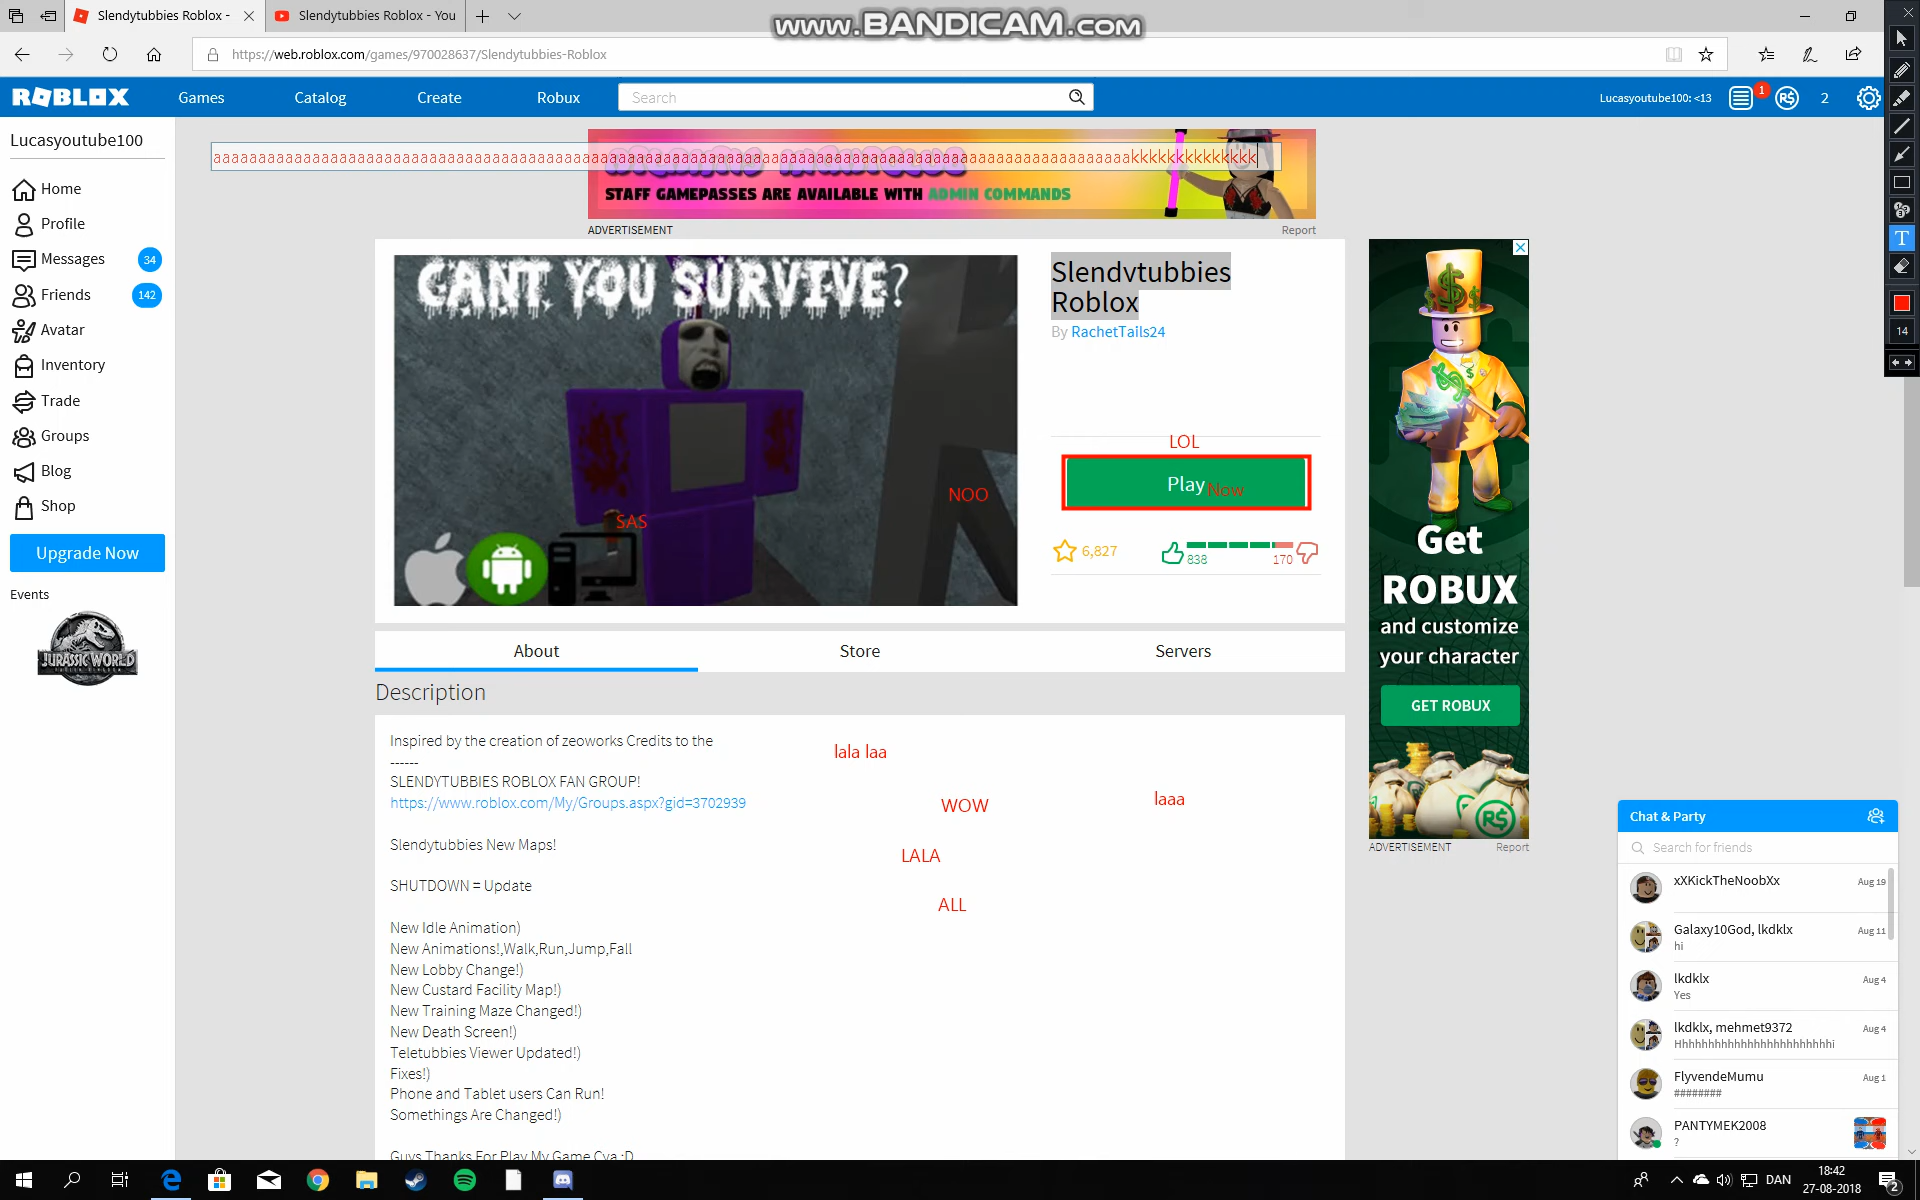 Slendytubbies Roblox -
Slendytubbies Roblox - You
www.BANDICAM.com
https://web.roblox.com/games/970028637/Slendytubbies-Roblox
ROBLOX
Games
Catalog
Create
Robux
Search
Lucasyoutube100: <13
1
R$
2
Lucasyoutube100
Home
Profile
Messages
34
Friends
142
Avatar
Inventory
Trade
Groups
Blog
Shop
Upgrade Now
Events
JURASSIC WORLD
STAFF GAMEPASSES ARE AVAILABLE WITH ADMIN COMMANDS
ADVERTISEMENT
Report
CANT YOU SURVIVE?
SAS
NOO
Slendytubbies
Roblox
By RachetTails24
LOL
Play Now
6,827
838
170
About
Store
Servers
Description
Inspired by the creation of zeoworks Credits to the
------
SLENDYTUBBIES ROBLOX FAN GROUP!
https://www.roblox.com/My/Groups.aspx?gid=3702939
Slendytubbies New Maps!
SHUTDOWN = Update
New Idle Animation)
New Animations!,Walk,Run,Jump,Fall
New Lobby Change!)
New Custard Facility Map!)
New Training Maze Changed!)
New Death Screen!)
Teletubbies Viewer Updated!)
Fixes!)
Phone and Tablet users Can Run!
Somethings Are Changed!)
Guys Thanks For Play My Game Cya :D
lala laa
WOW
laaa
LALA
ALL
Get
ROBUX
and customize
your character
GET ROBUX
R$
ADVERTISEMENT
Report
T
14
Chat & Party
Search for friends
xXKickTheNoobXx
Aug 19
Galaxy10God, lkdklx
Aug 11
hi
lkdklx
Aug 4
Yes
lkdklx, mehmet9372
Aug 4
FlyvendeMumu
Aug 1
########
PANTYMEK2008
?
DAN
18:42
27-08-2018
2